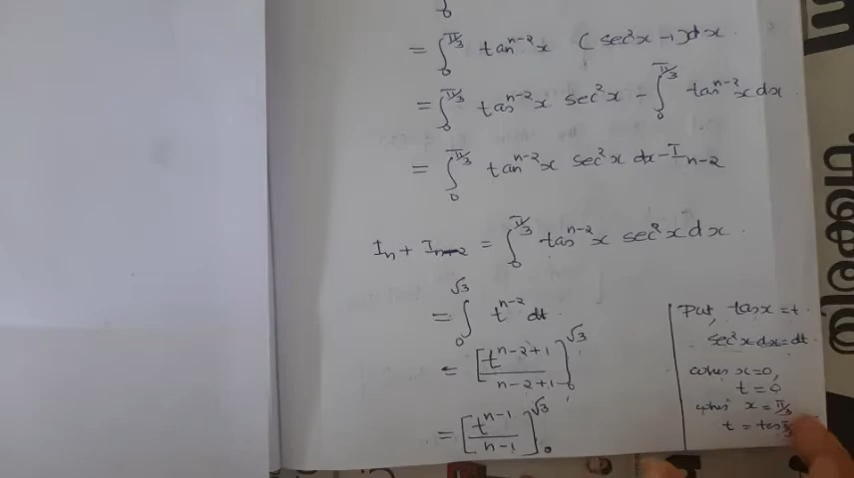 = ∫₀^{π/3} tan^{n-2}x (sec²x - 1)dx.
= ∫₀^{π/3} tan^{n-2}x sec²x - ∫₀^{π/3} tan^{n-2}x dx
= ∫₀^{π/3} tan^{n-2}x sec²x dx - I_{n-2}
I_n + I_{n-2} = ∫₀^{π/3} tan^{n-2}x sec²x dx.
= ∫₀^{√3} t^{n-2} dt.
= [t^{n-2+1}/(n-2+1)]₀^{√3}
= [t^{n-1}/(n-1)]₀^{√3}
Put, tan x = t.
sec²x dx = dt
when x=0,
t = 0
when x = π/3
t = tan π/3